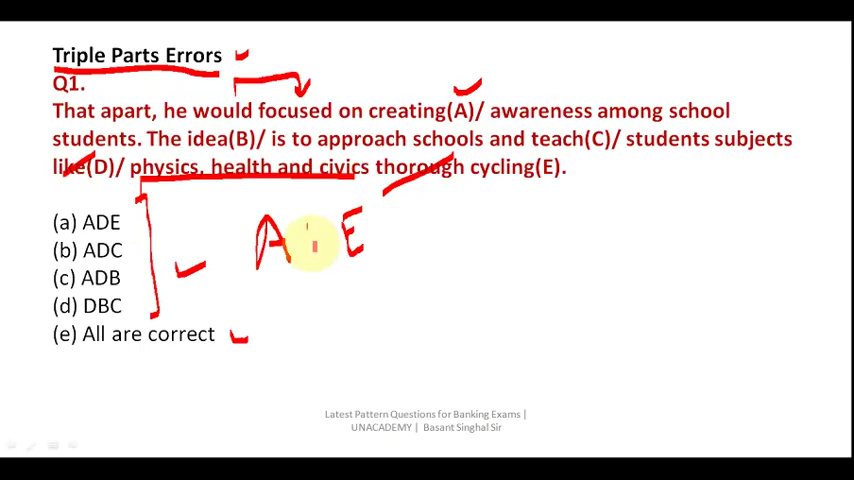 Triple Parts Errors
Q1.
That apart, he would focused on creating(A)/ awareness among school
students. The idea(B)/ is to approach schools and teach(C)/ students subjects
like(D)/ physics, health and civics thorough cycling(E).
(a) ADE
(b) ADC
(c) ADB
(d) DBC
(e) All are correct
A E
Latest Pattern Questions for Banking Exams |
UNACADEMY | Basant Singhal Sir